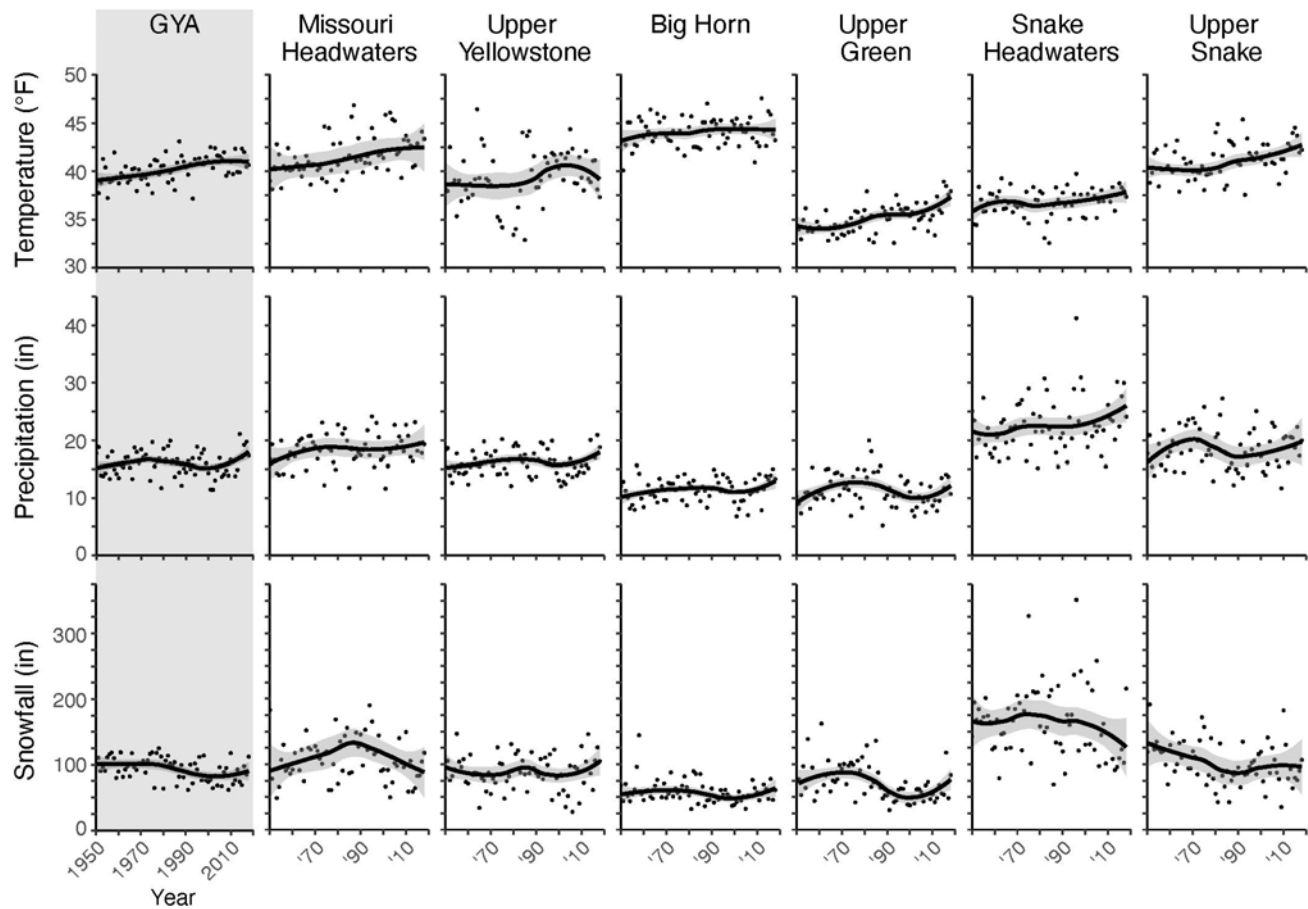 GYA
Missouri
Headwaters
Upper
Yellowstone
Big Horn
Upper
Green
Snake
Headwaters
Upper
Snake
Temperature (°F)
50
45
40
35
30
Precipitation (in)
40
30
20
10
0
Snowfall (in)
300
200
100
0
1950
1970
1990
2010
'70
'90
'10
'70
'90
'10
'70
'90
'10
'70
'90
'10
'70
'90
'10
'70
'90
'10
Year